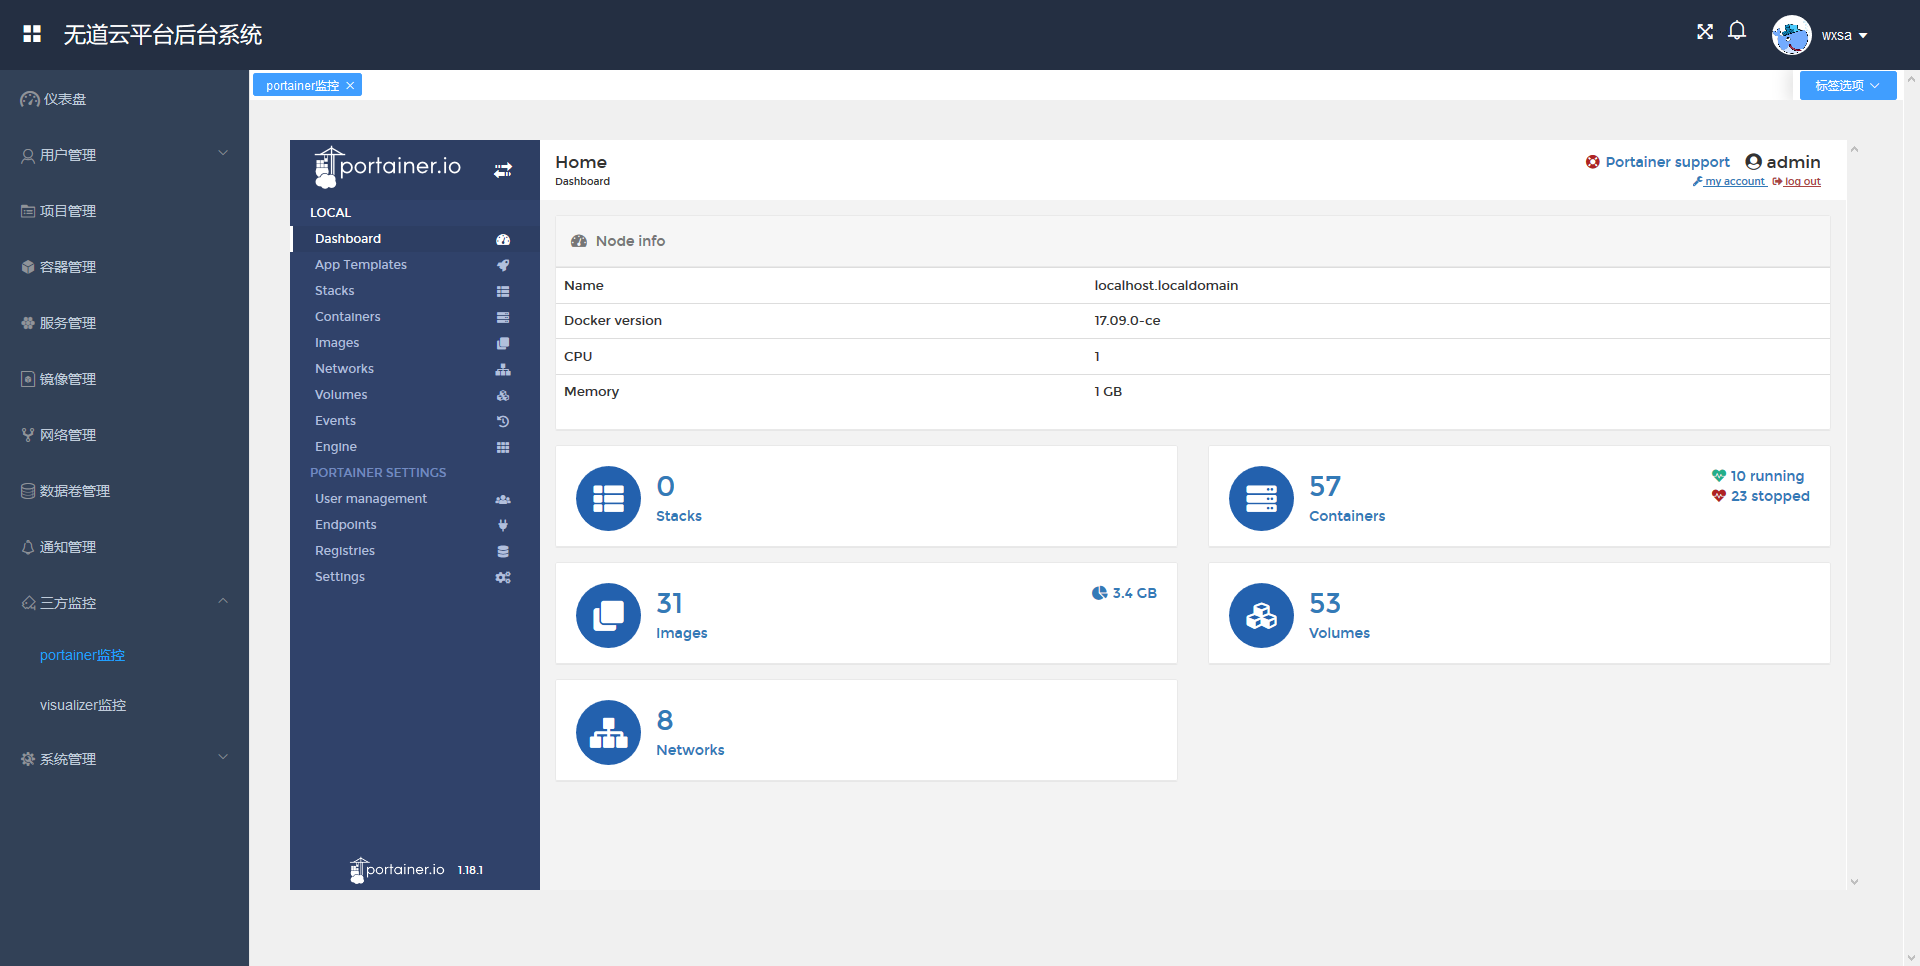 无道云平台后台系统
wxsa
仪表盘
用户管理
项目管理
容器管理
服务管理
镜像管理
网络管理
数据卷管理
通知管理
三方监控
portainer监控
visualizer监控
系统管理
portainer监控
标签选项
portainer.io
LOCAL
Dashboard
App Templates
Stacks
Containers
Images
Networks
Volumes
Events
Engine
PORTAINER SETTINGS
User management
Endpoints
Registries
Settings
portainer.io 1.18.1
Home
Dashboard
Portainer support admin
my account log out
Node info
Name localhost.localdomain
Docker version 17.09.0-ce
CPU 1
Memory 1 GB
0
Stacks
57
Containers
10 running
23 stopped
31
Images
3.4 GB
53
Volumes
8
Networks